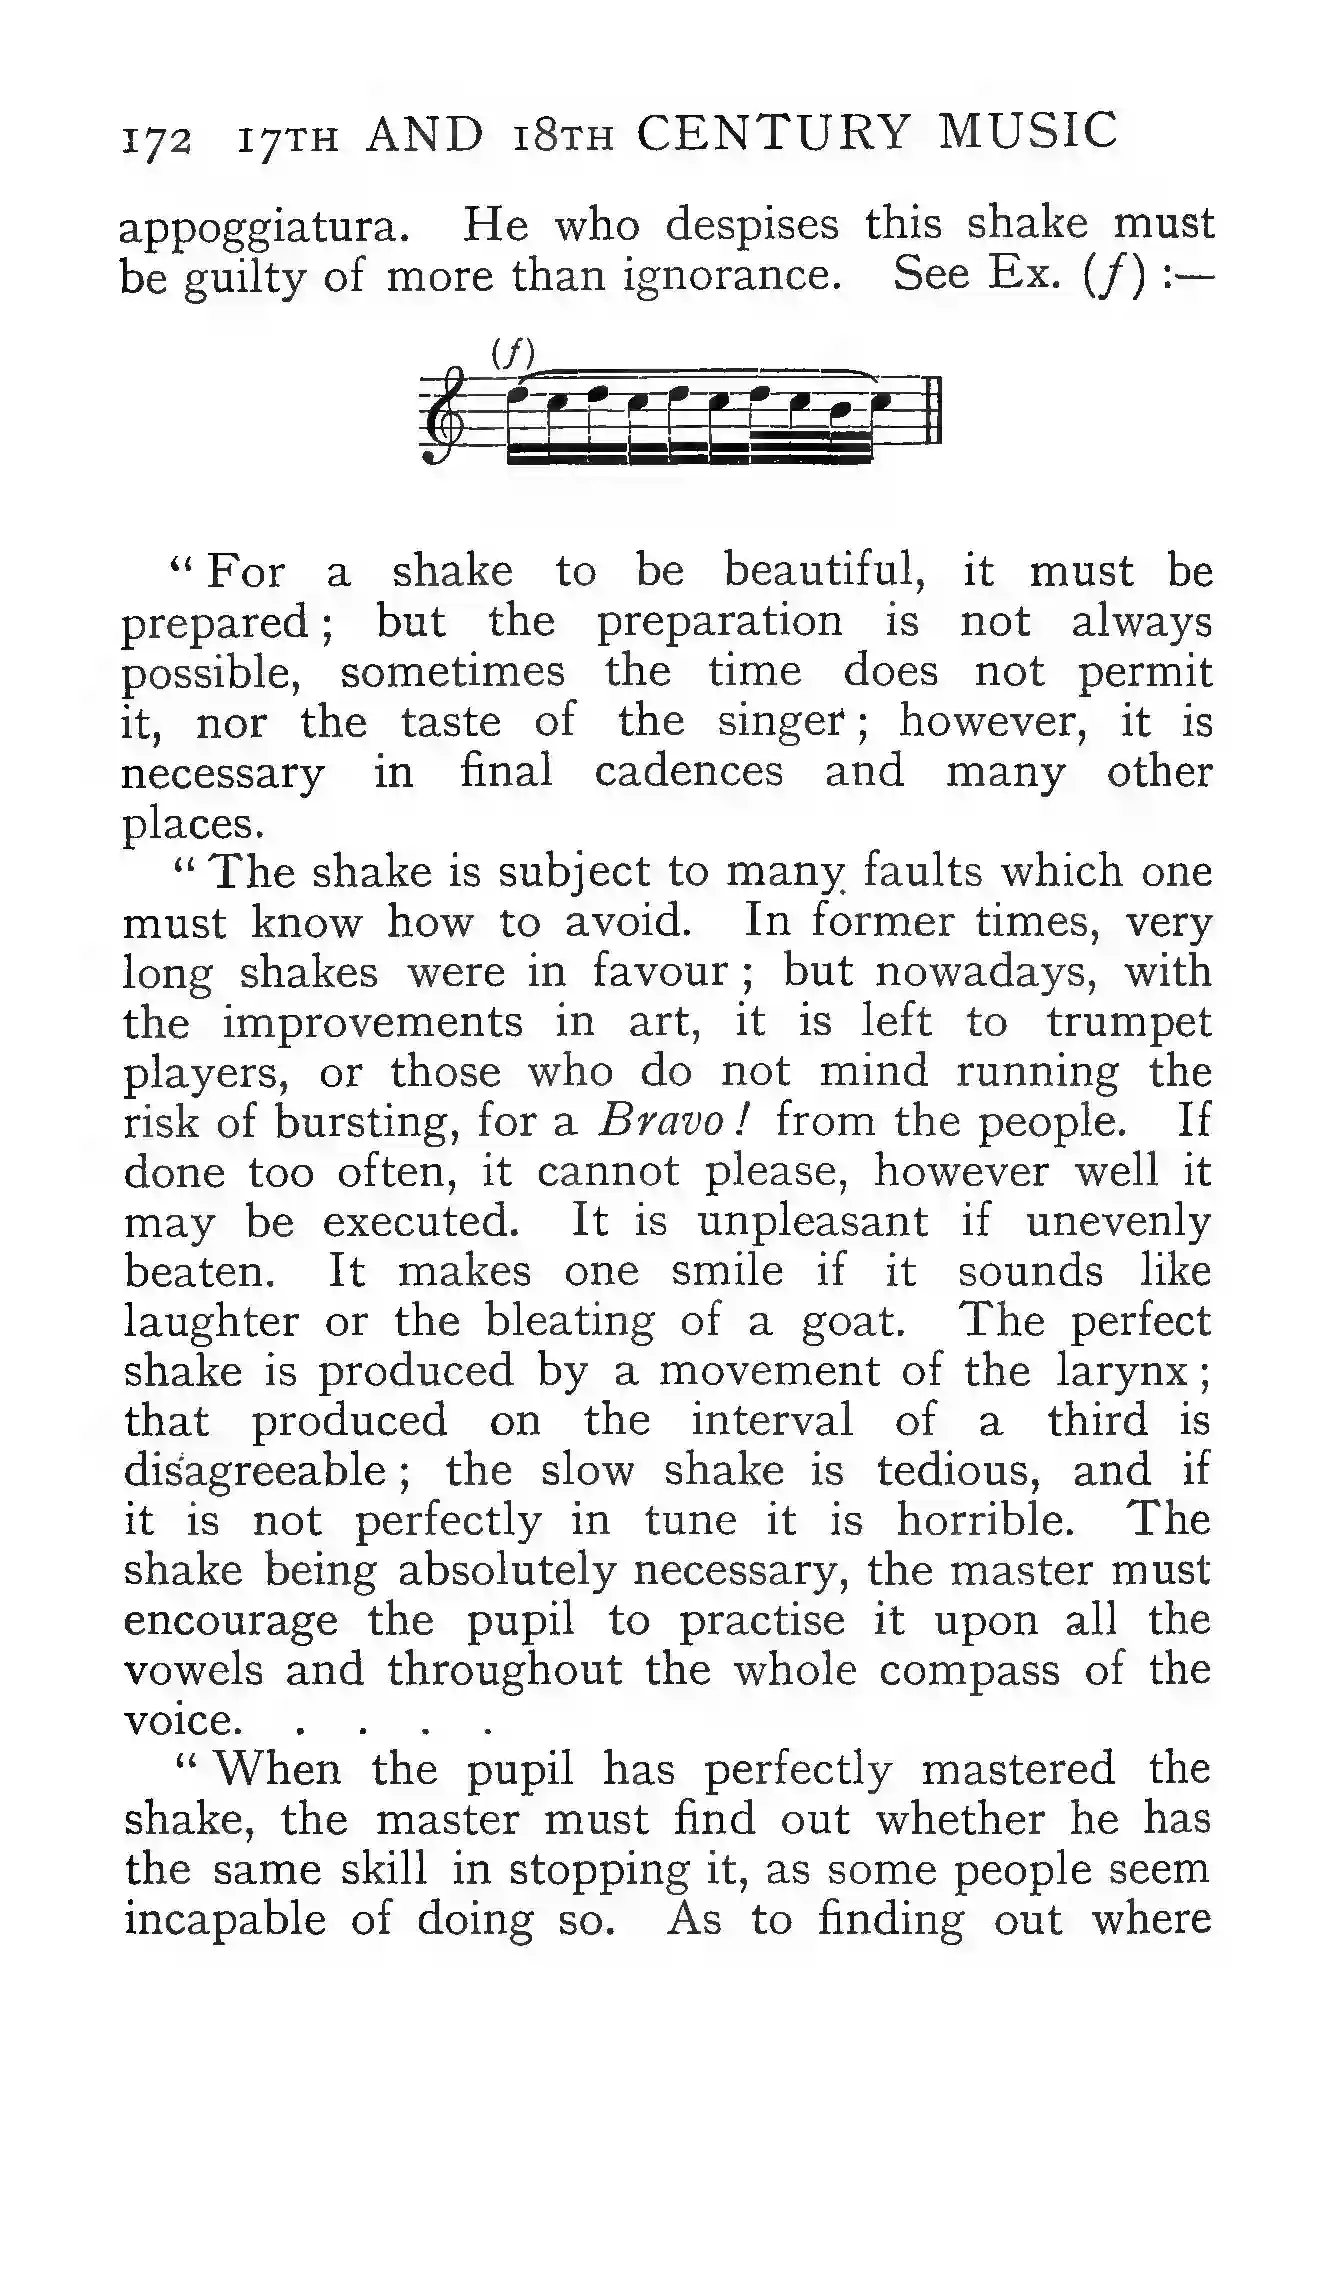 172 17TH AND 18TH CENTURY MUSIC
appoggiatura. He who despises this shake must
be guilty of more than ignorance. See Ex. (f) :—
(f)
“ For a shake to be beautiful, it must be
prepared ; but the preparation is not always
possible, sometimes the time does not permit
it, nor the taste of the singer ; however, it is
necessary in final cadences and many other
places.
“ The shake is subject to many faults which one
must know how to avoid. In former times, very
long shakes were in favour ; but nowadays, with
the improvements in art, it is left to trumpet
players, or those who do not mind running the
risk of bursting, for a Bravo ! from the people. If
done too often, it cannot please, however well it
may be executed. It is unpleasant if unevenly
beaten. It makes one smile if it sounds like
laughter or the bleating of a goat. The perfect
shake is produced by a movement of the larynx ;
that produced on the interval of a third is
disagreeable ; the slow shake is tedious, and if
it is not perfectly in tune it is horrible. The
shake being absolutely necessary, the master must
encourage the pupil to practise it upon all the
vowels and throughout the whole compass of the
voice. . . . .
“ When the pupil has perfectly mastered the
shake, the master must find out whether he has
the same skill in stopping it, as some people seem
incapable of doing so. As to finding out where